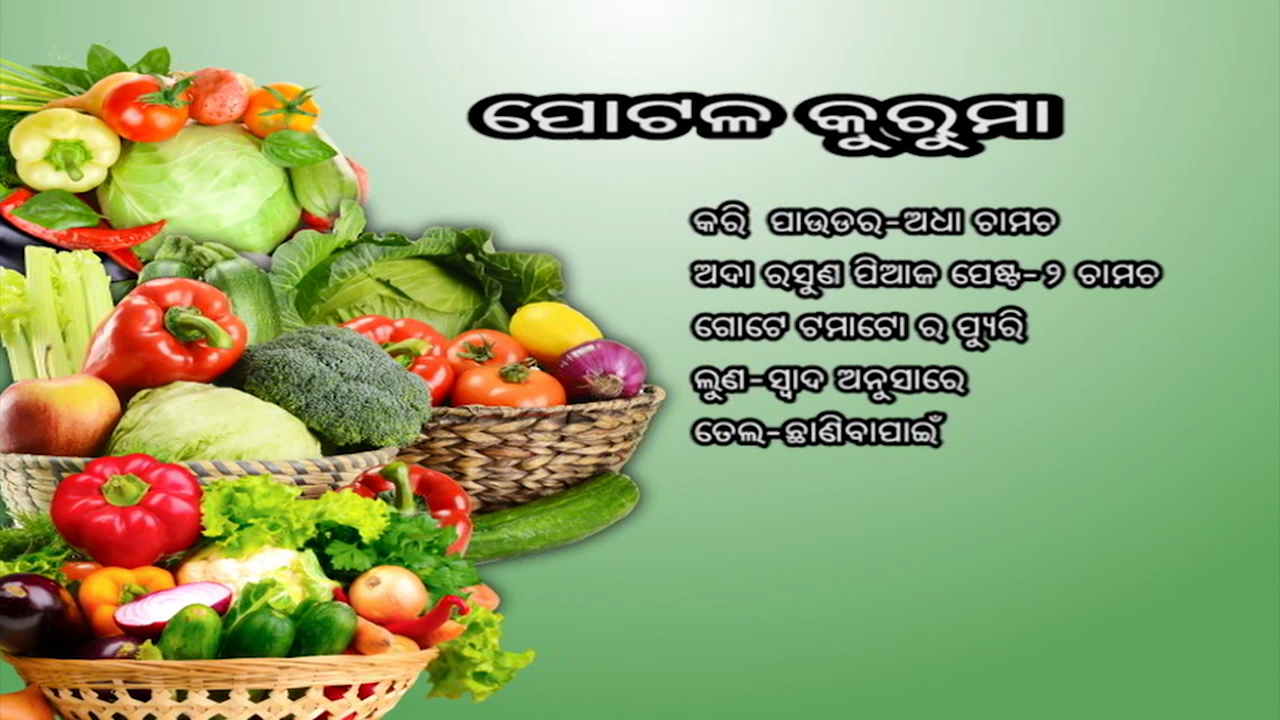 ପୋଟଳ କୁରୁମା
କରି ପାଉଡର-ଅଧା ଚାମଚ
ଅଦା ରସୁଣ ପିଆଜ ପେଷ୍ଟ-୨ ଚାମଚ
ଗୋଟେ ଟମାଟୋ ର ପ୍ୟୁରି
ଲୁଣ-ସ୍ୱାଦ ଅନୁସାରେ
ତେଲ-ଛାଣିବାପାଇଁ